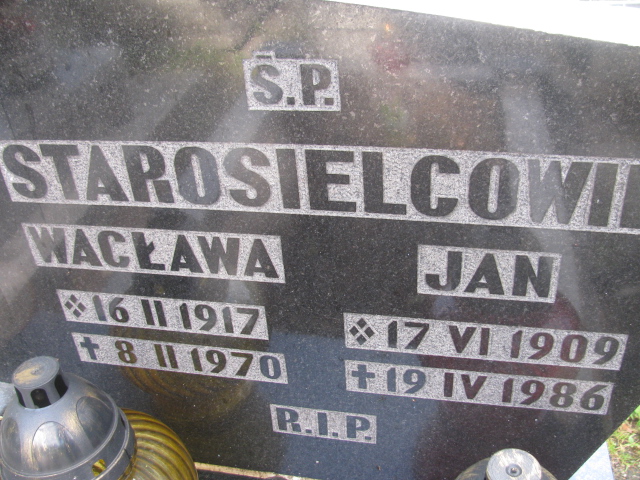 Ś.P.
STAROSIELCOWIE
WACŁAWA JAN
16 II 1917 17 VI 1909
✝ 8 II 1970 ✝ 19 IV 1986
R.I.P.